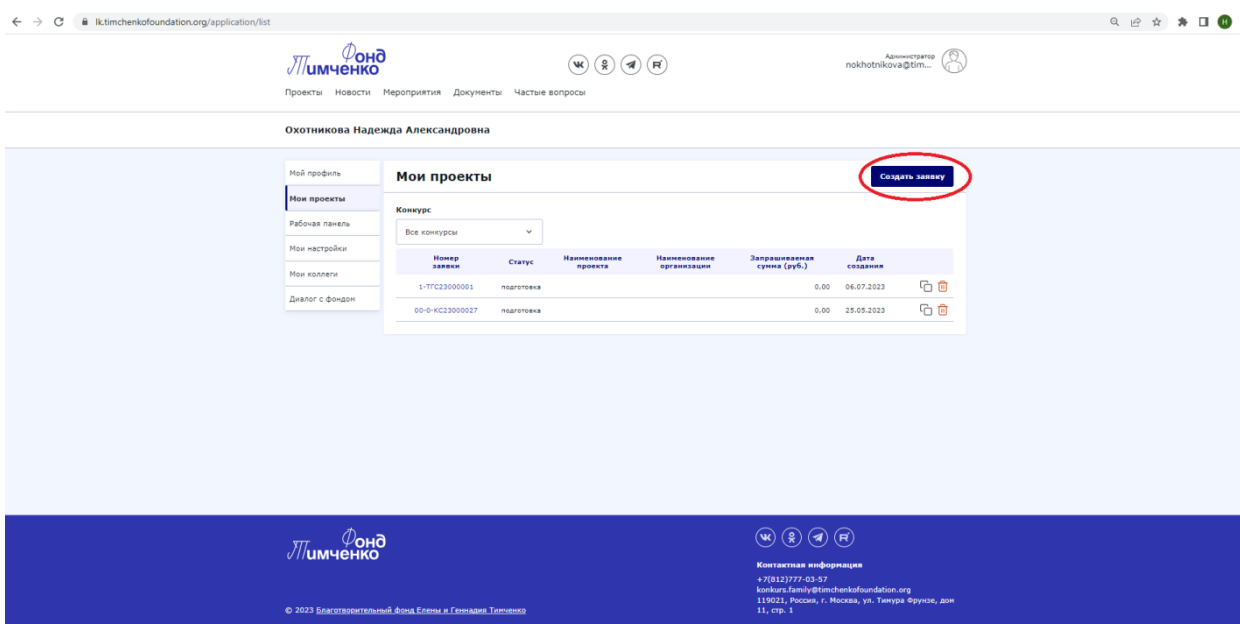 lk.timchenkofoundation.org/application/list
Н
Фонд
Тимченко
Администратор
nokhotnikova@tim...
Проекты Новости Мероприятия Документы Частые вопросы
Охотникова Надежда Александровна
Мой профиль
Мои проекты
Рабочая панель
Мои настройки
Мои коллеги
Диалог с фондом
Мои проекты
Создать заявку
Конкурс
Все конкурсы
Номер заявки Статус Наименование проекта Наименование организации Запрашиваемая сумма (руб.) Дата создания
1-ТГС23000001 подготовка 0.00 06.07.2023
00-0-КС23000027 подготовка 0.00 25.05.2023
Фонд
Тимченко
Контактная информация
+7(812)777-03-57
konkurs.family@timchenkofoundation.org
119021, Россия, г. Москва, ул. Тимура Фрунзе, дом
11, стр. 1
© 2023 Благотворительный фонд Елены и Геннадия Тимченко